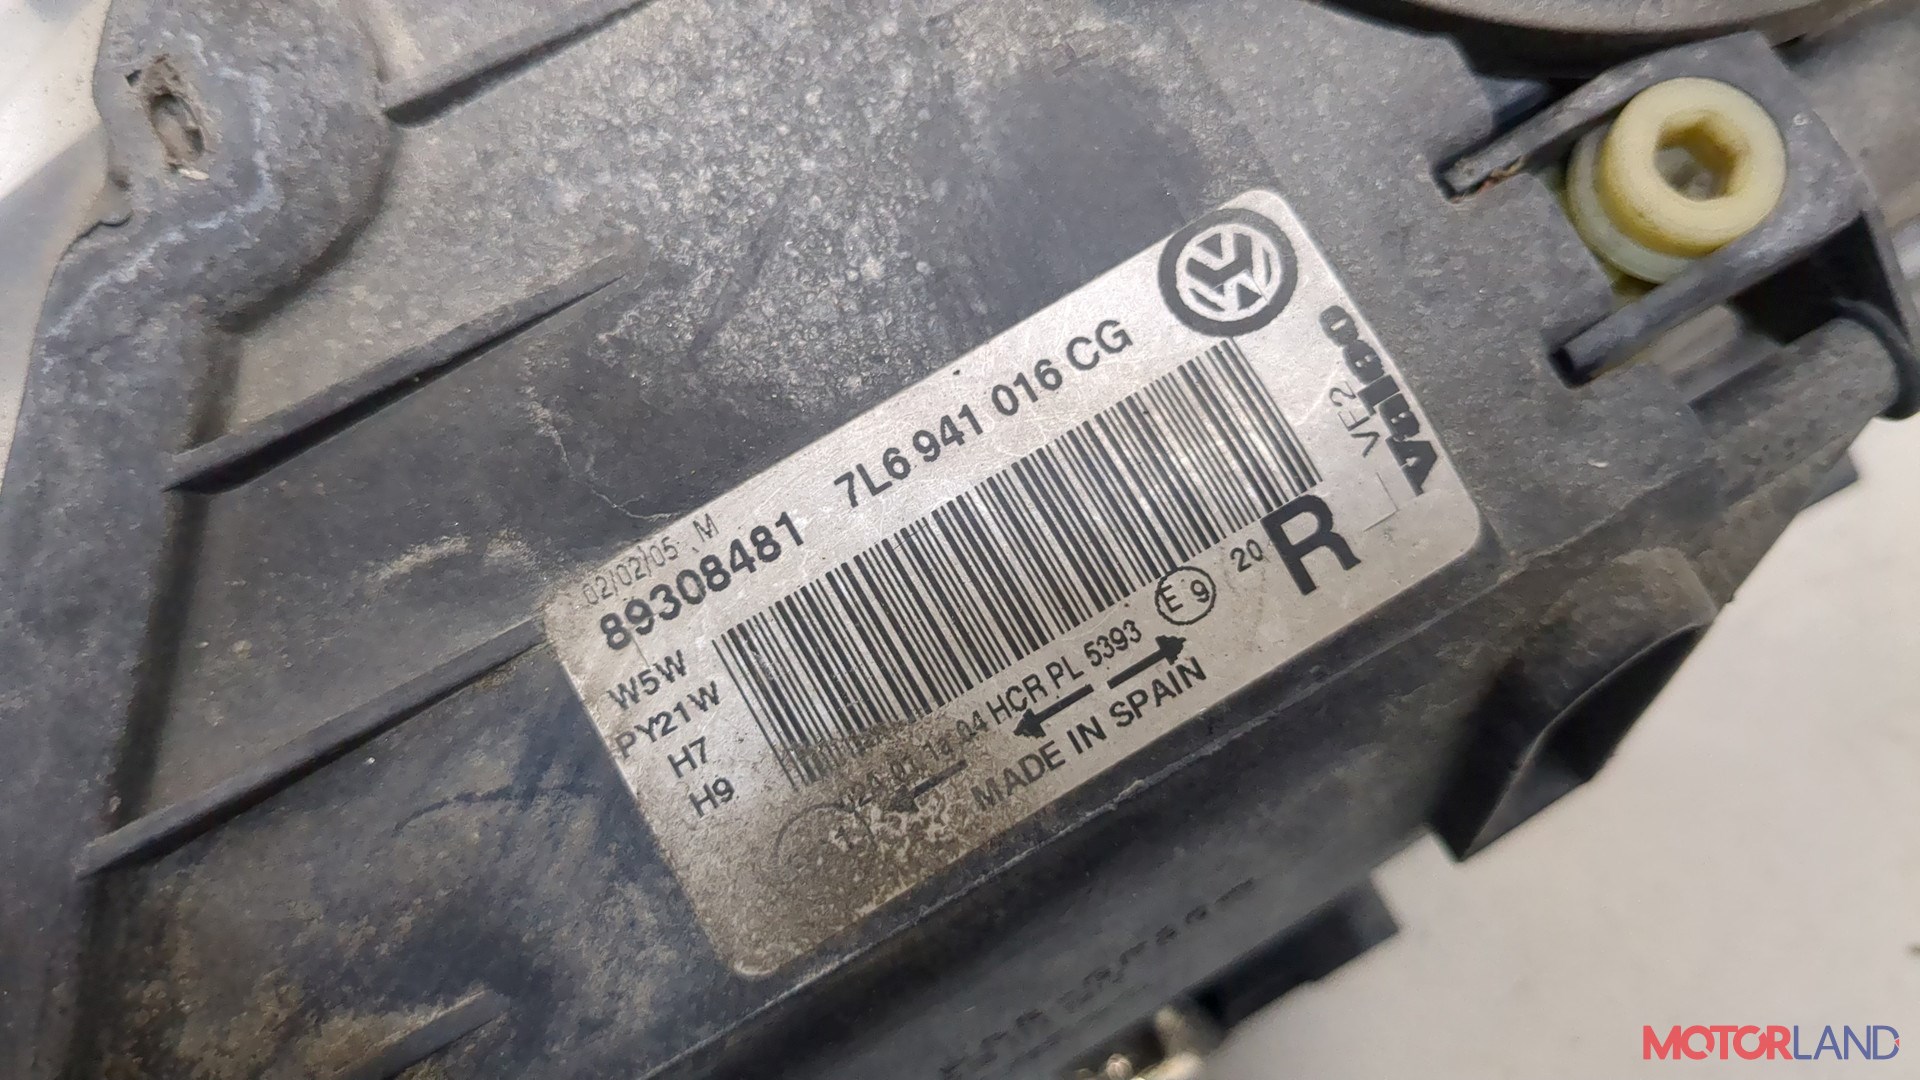 02/02/05 M
89308481 7L6 941 016 CG
W5W
PY21W
H7
H9
Valeo
VF2
R
20
E 9
04 HCR PL 5393
MADE IN SPAIN
MOTORLAND